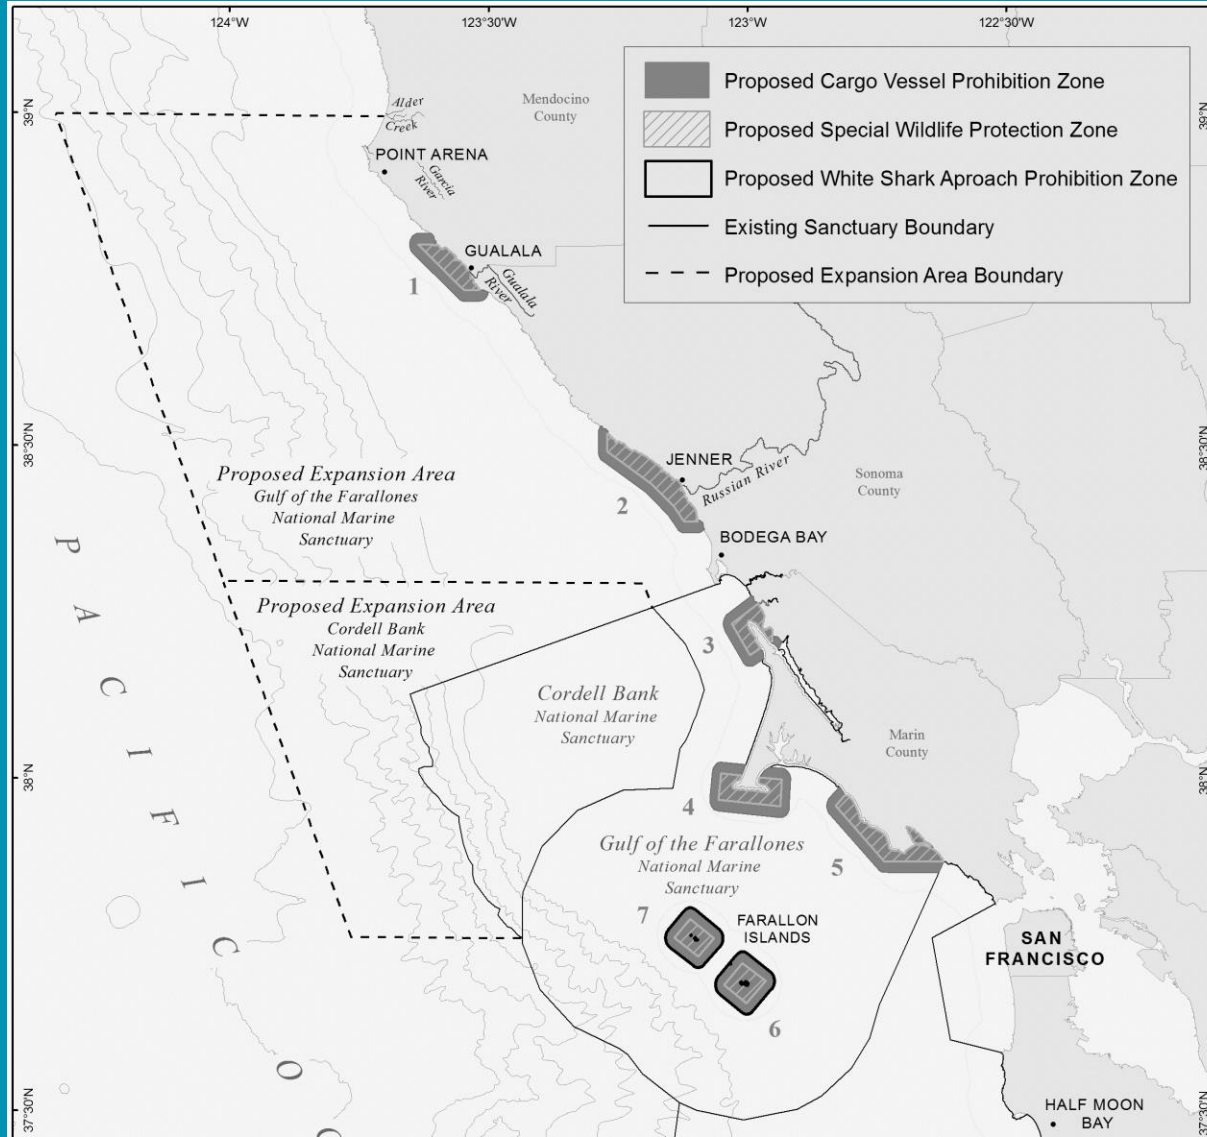 124°W
123°30'W
123°W
122°30'W
39°N
39°N
Proposed Cargo Vessel Prohibition Zone
Proposed Special Wildlife Protection Zone
Proposed White Shark Aproach Prohibition Zone
Existing Sanctuary Boundary
Proposed Expansion Area Boundary
Mendocino
County
Alder
Creek
POINT ARENA
Garcia
River
GUALALA
Gualala
River
1
38°30'N
38°30'N
Proposed Expansion Area
Gulf of the Farallones
National Marine
Sanctuary
JENNER
Russian River
Sonoma
County
2
BODEGA BAY
Proposed Expansion Area
Cordell Bank
National Marine
Sanctuary
3
Cordell Bank
National Marine
Sanctuary
Marin
County
38°N
38°N
4
Gulf of the Farallones
National Marine
Sanctuary
5
7
FARALLON
ISLANDS
6
SAN
FRANCISCO
PACIFIC O
37°30'N
37°30'N
HALF MOON
BAY